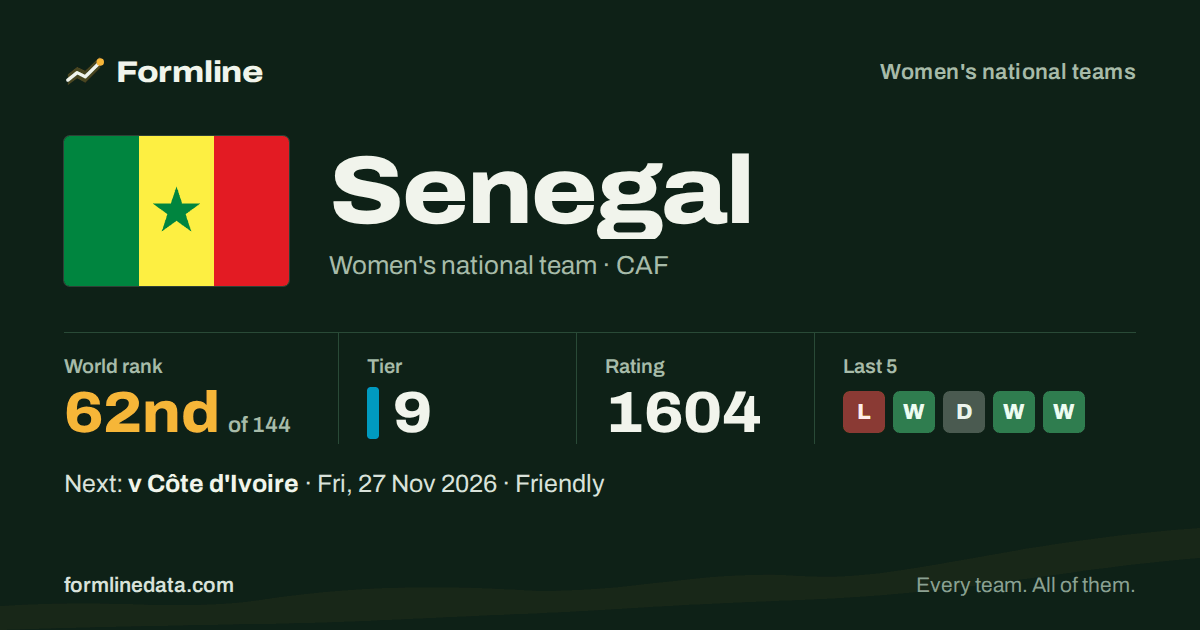 Formline
Women's national teams
Senegal
Women's national team · CAF
World rank
62nd of 144
Tier
9
Rating
1604
Last 5
L W D W W
Next: v Côte d'Ivoire · Fri, 27 Nov 2026 · Friendly
formlinedata.com
Every team. All of them.